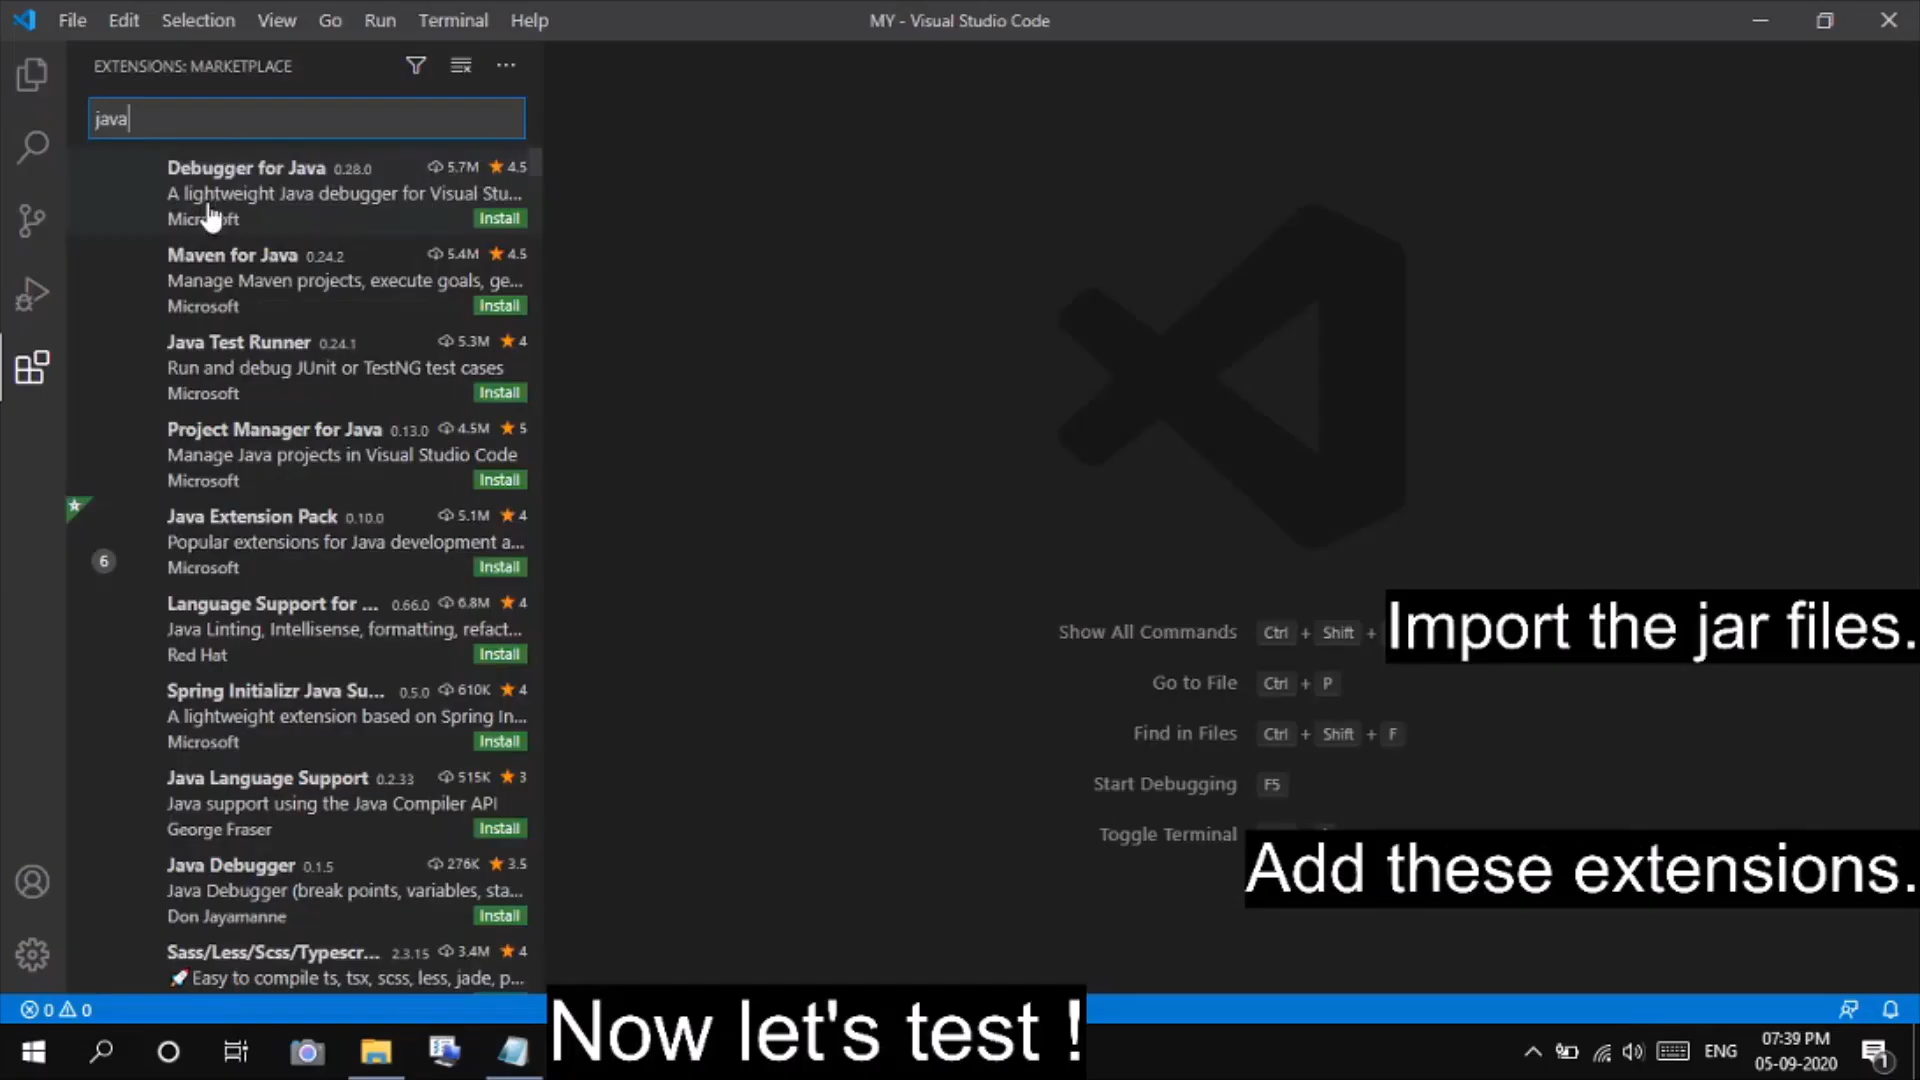 File Edit Selection View Go Run Terminal Help
MY - Visual Studio Code
EXTENSIONS: MARKETPLACE
java
Debugger for Java 0.28.0 5.7M 4.5
A lightweight Java debugger for Visual Stu...
Microsoft Install
Maven for Java 0.24.2 5.4M 4.5
Manage Maven projects, execute goals, ge...
Microsoft Install
Java Test Runner 0.24.1 5.3M 4
Run and debug JUnit or TestNG test cases
Microsoft Install
Project Manager for Java 0.13.0 4.5M 5
Manage Java projects in Visual Studio Code
Microsoft Install
Java Extension Pack 0.10.0 5.1M 4
Popular extensions for Java development a...
6
Microsoft Install
Language Support for ... 0.66.0 6.8M 4
Java Linting, Intellisense, formatting, refact...
Red Hat Install
Spring Initializr Java Su... 0.5.0 610K 4
A lightweight extension based on Spring In...
Microsoft Install
Java Language Support 0.2.33 515K 3
Java support using the Java Compiler API
George Fraser Install
Java Debugger 0.1.5 276K 3.5
Java Debugger (break points, variables, sta...
Don Jayamanne Install
Sass/Less/Scss/Typescr... 2.3.15 3.4M 4
Easy to compile ts, tsx, scss, less, jade, p...
Show All Commands Ctrl + Shift +
Import the jar files.
Go to File Ctrl + P
Find in Files Ctrl + Shift + F
Start Debugging F5
Toggle Terminal
Add these extensions.
0 0
Now let's test !
ENG
07:39 PM
05-09-2020
1